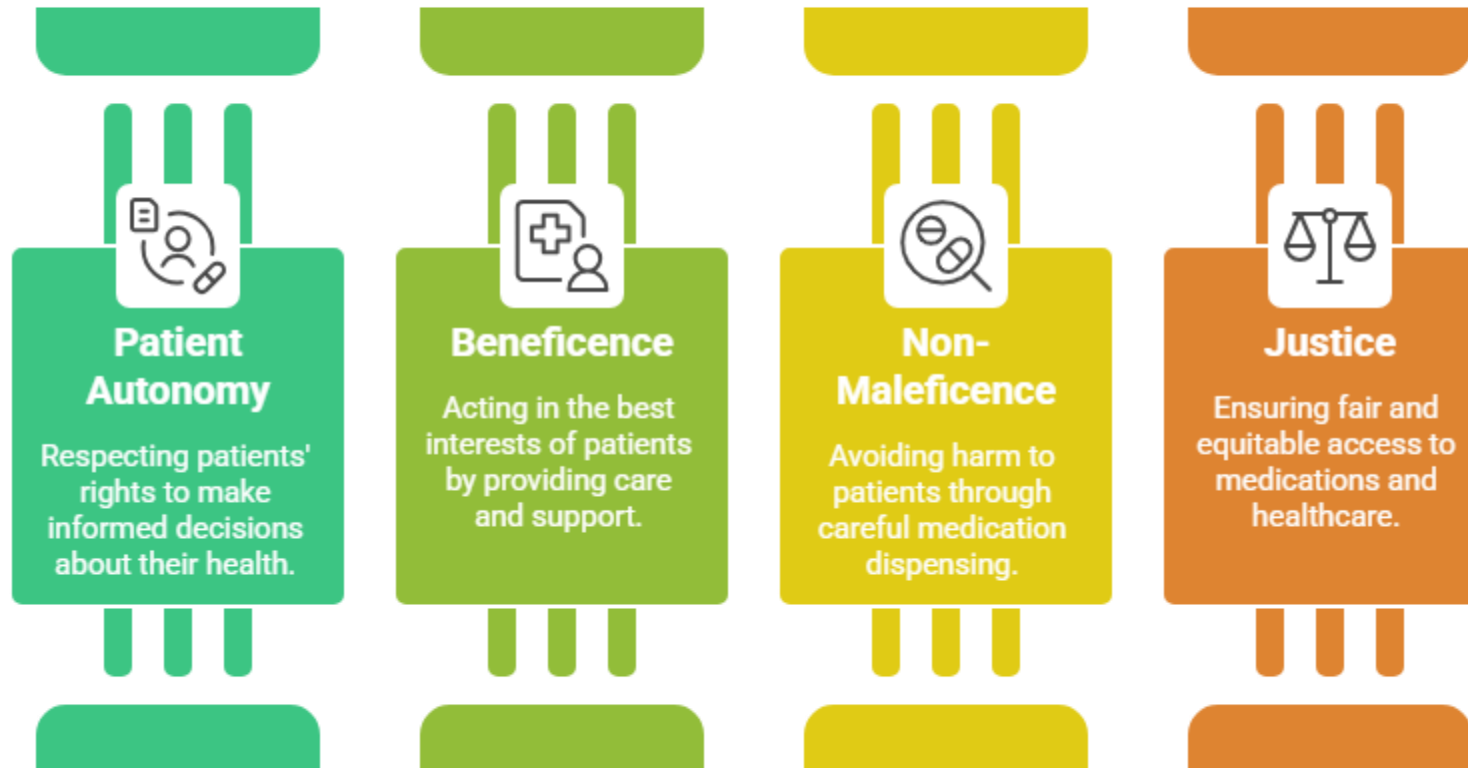 Patient
Autonomy
Respecting patients'
rights to make
informed decisions
about their health.
Beneficence
Acting in the best
interests of patients
by providing care
and support.
Non-
Maleficence
Avoiding harm to
patients through
careful medication
dispensing.
Justice
Ensuring fair and
equitable access to
medications and
healthcare.